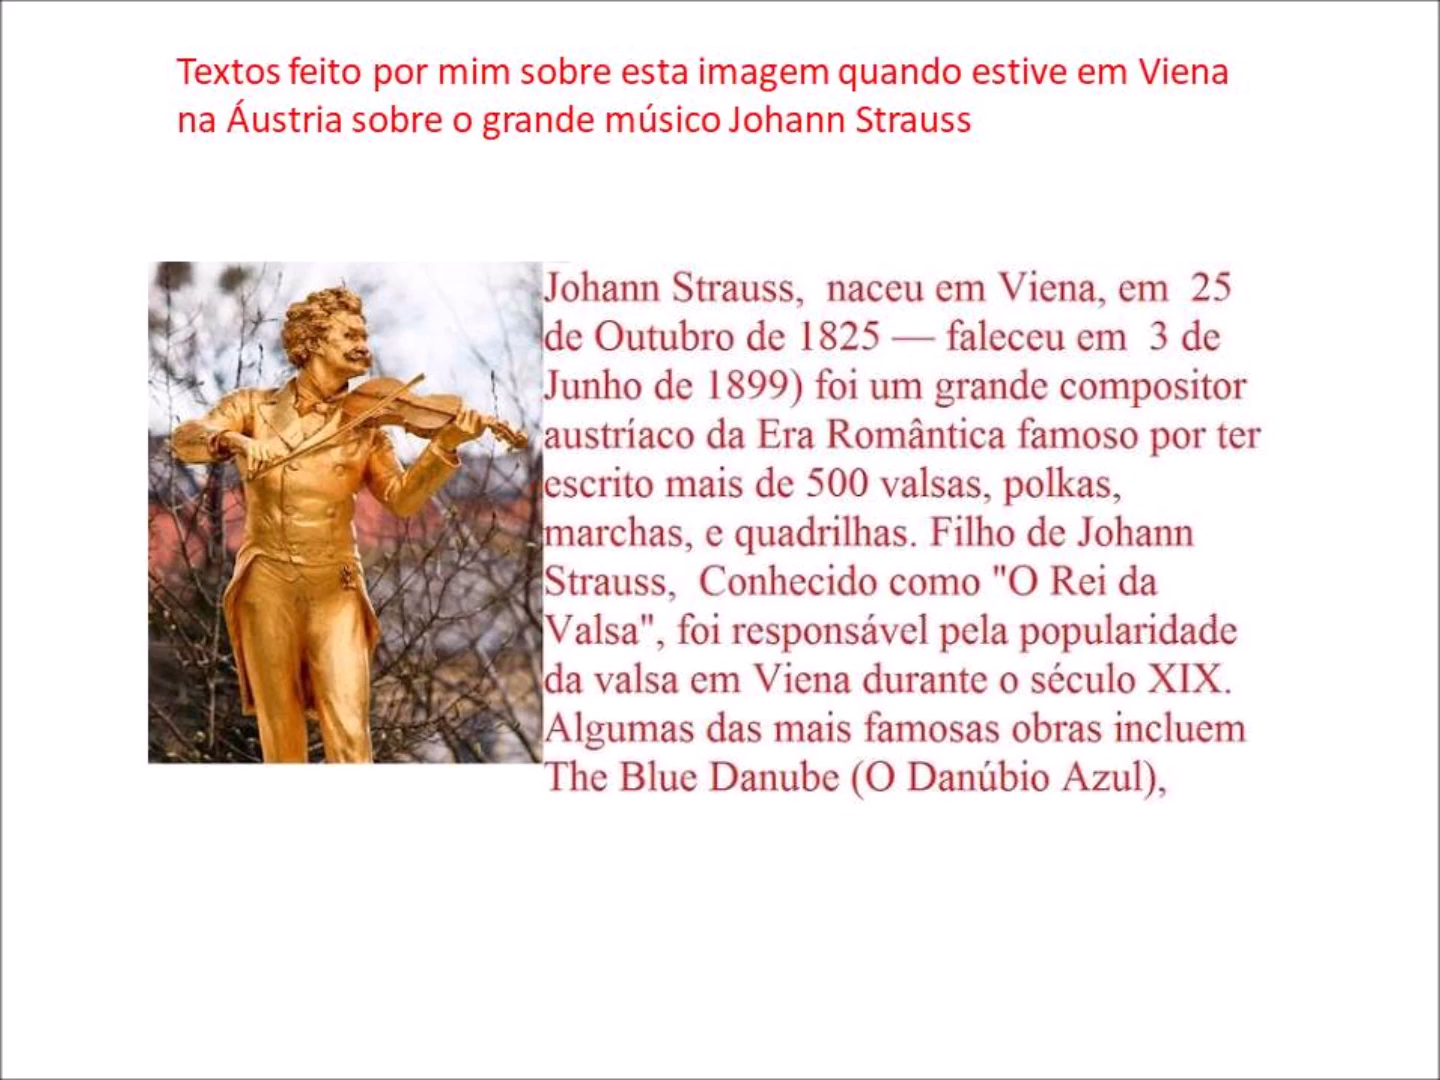 Textos feito por mim sobre esta imagem quando estive em Viena
na Áustria sobre o grande músico Johann Strauss
Johann Strauss, naceu em Viena, em 25
de Outubro de 1825 — faleceu em 3 de
Junho de 1899) foi um grande compositor
austríaco da Era Romântica famoso por ter
escrito mais de 500 valsas, polkas,
marchas, e quadrilhas. Filho de Johann
Strauss, Conhecido como "O Rei da
Valsa", foi responsável pela popularidade
da valsa em Viena durante o século XIX.
Algumas das mais famosas obras incluem
The Blue Danube (O Danúbio Azul),